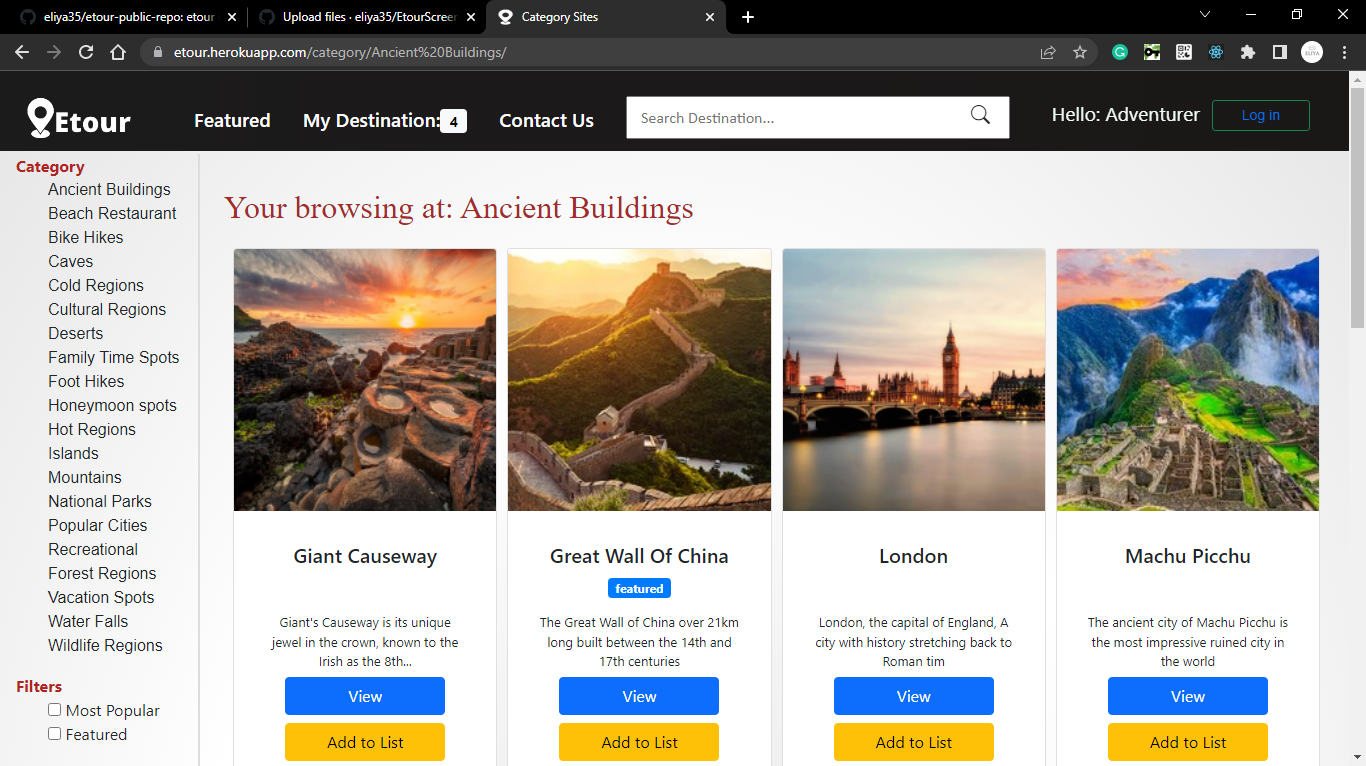 eliya35/etour-public-repo: etour
Upload files · eliya35/EtourScreen
Category Sites
etour.herokuapp.com/category/Ancient%20Buildings/
Etour
Featured
My Destination: 4
Contact Us
Search Destination...
Hello: Adventurer
Log in
Category
Ancient Buildings
Beach Restaurant
Bike Hikes
Caves
Cold Regions
Cultural Regions
Deserts
Family Time Spots
Foot Hikes
Honeymoon spots
Hot Regions
Islands
Mountains
National Parks
Popular Cities
Recreational
Forest Regions
Vacation Spots
Water Falls
Wildlife Regions
Filters
Most Popular
Featured
Your browsing at: Ancient Buildings
Giant Causeway
Giant's Causeway is its unique
jewel in the crown, known to the
Irish as the 8th...
View
Add to List
Great Wall Of China
featured
The Great Wall of China over 21km
long built between the 14th and
17th centuries
View
Add to List
London
London, the capital of England, A
city with history stretching back to
Roman tim
View
Add to List
Machu Picchu
The ancient city of Machu Picchu is
the most impressive ruined city in
the world
View
Add to List